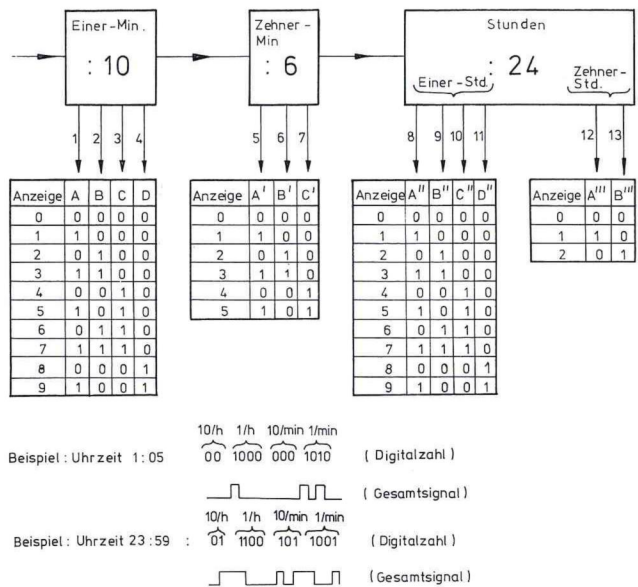 Einer-Min.
: 10
Zehner-
Min
: 6
Stunden
: 24
Einer-Std.
Zehner-
Std.
1 2 3 4
5 6 7
8 9 10 11
12 13
Anzeige A B C D
0 0 0 0 0
1 1 0 0 0
2 0 1 0 0
3 1 1 0 0
4 0 0 1 0
5 1 0 1 0
6 0 1 1 0
7 1 1 1 0
8 0 0 0 1
9 1 0 0 1
Anzeige A' B' C'
0 0 0 0
1 1 0 0
2 0 1 0
3 1 1 0
4 0 0 1
5 1 0 1
Anzeige A'' B'' C'' D''
0 0 0 0 0
1 1 0 0 0
2 0 1 0 0
3 1 1 0 0
4 0 0 1 0
5 1 0 1 0
6 0 1 1 0
7 1 1 1 0
8 0 0 0 1
9 1 0 0 1
Anzeige A''' B'''
0 0 0
1 1 0
2 0 1
10/h 1/h 10/min 1/min
Beispiel : Uhrzeit 1:05 00 1000 000 1010 ( Digitalzahl )
( Gesamtsignal )
10/h 1/h 10/min 1/min
Beispiel : Uhrzeit 23:59 : 01 1100 101 1001 ( Digitalzahl )
( Gesamtsignal )